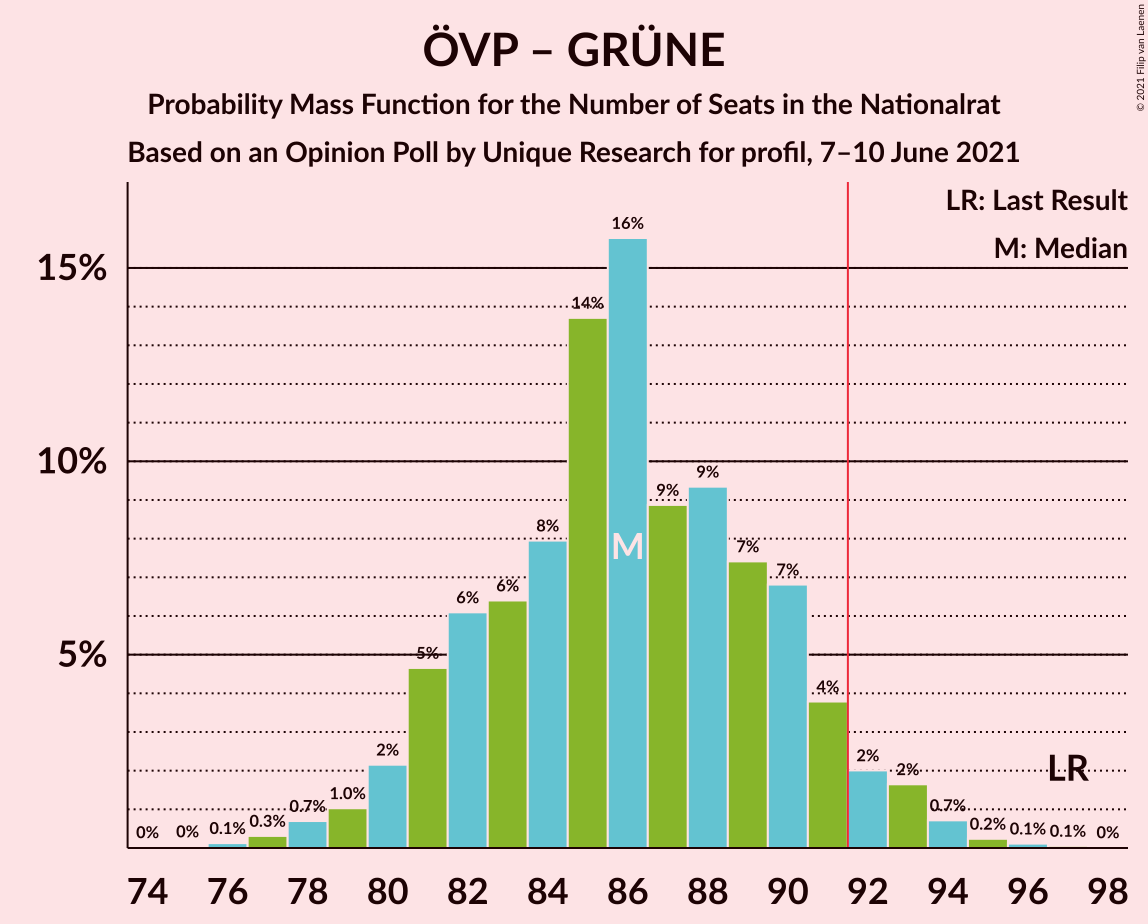 ÖVP – GRÜNE
Probability Mass Function for the Number of Seats in the Nationalrat
Based on an Opinion Poll by Unique Research for profil, 7–10 June 2021
© 2021 Filip van Laenen
LR: Last Result
M: Median
15%
10%
5%
0% 0% 0.1% 0.3% 0.7% 1.0% 2% 5% 6% 6% 8% 14% 16% 9% 9% 7% 7% 4% 2% 2% 0.7% 0.2% 0.1% 0.1% 0%
M
LR
74 76 78 80 82 84 86 88 90 92 94 96 98